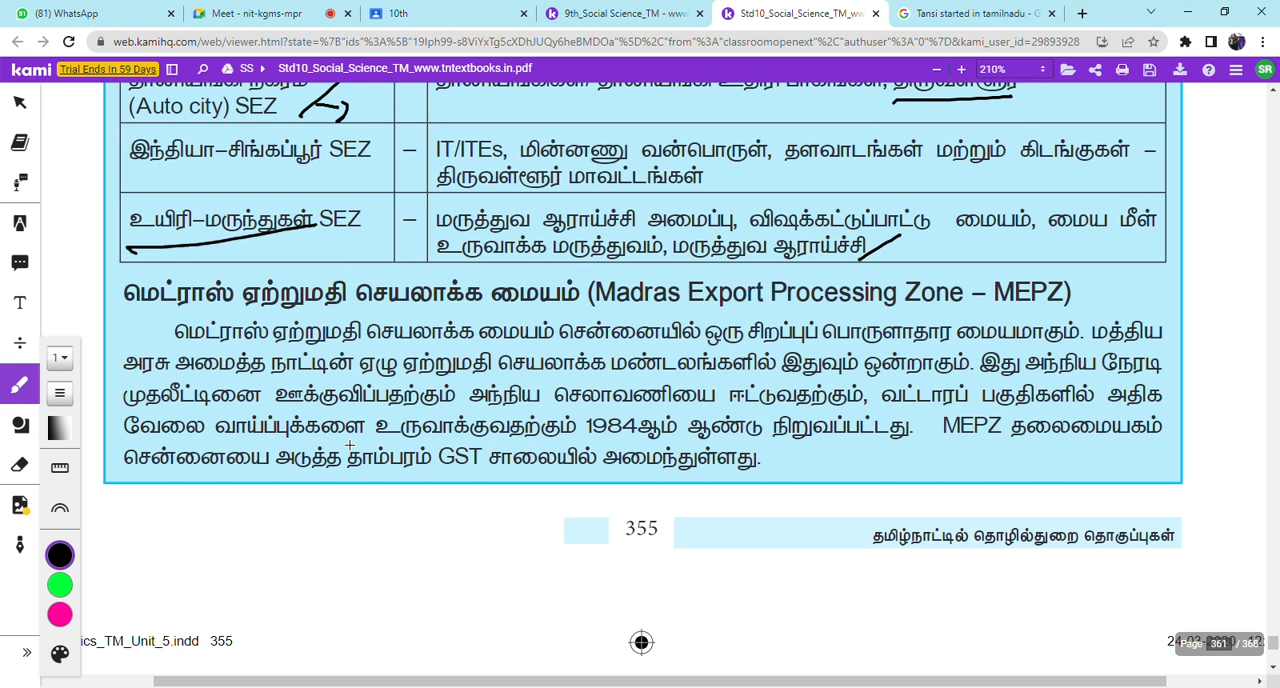 (81) WhatsApp
Meet - nit-kgms-mpr
10th
9th_Social Science_TM - www
Std10_Social_Science_TM_ww
Tansi started in tamilnadu - G
web.kamihq.com/web/viewer.html?state=%7B"ids"%3A%5B"19Iph99-s8ViYxTg5cXDhJUQy6heBMDOa"%5D%2C"from"%3A"classroomopenext"%2C"authuser"%3A"0"%7D&kami_user_id=29893928
kami Trial Ends In 59 Days SS Std10_Social_Science_TM_www.tntextbooks.in.pdf 210% SR
(Auto city) SEZ
இந்தியா-சிங்கப்பூர் SEZ – IT/ITEs, மின்னணு வன்பொருள், தளவாடங்கள் மற்றும் கிடங்குகள் –
திருவள்ளூர் மாவட்டங்கள்
உயிரி-மருந்துகள் SEZ – மருத்துவ ஆராய்ச்சி அமைப்பு, விஷக்கட்டுப்பாட்டு மையம், மைய மீள்
உருவாக்க மருத்துவம், மருத்துவ ஆராய்ச்சி
மெட்ராஸ் ஏற்றுமதி செயலாக்க மையம் (Madras Export Processing Zone – MEPZ)
மெட்ராஸ் ஏற்றுமதி செயலாக்க மையம் சென்னையில் ஒரு சிறப்புப் பொருளாதார மையமாகும். மத்திய
அரசு அமைத்த நாட்டின் ஏழு ஏற்றுமதி செயலாக்க மண்டலங்களில் இதுவும் ஒன்றாகும். இது அந்நிய நேரடி
முதலீட்டினை ஊக்குவிப்பதற்கும் அந்நிய செலாவணியை ஈட்டுவதற்கும், வட்டாரப் பகுதிகளில் அதிக
வேலை வாய்ப்புக்களை உருவாக்குவதற்கும் 1984ஆம் ஆண்டு நிறுவப்பட்டது. MEPZ தலைமையகம்
சென்னையை அடுத்த தாம்பரம் GST சாலையில் அமைந்துள்ளது.
355 தமிழ்நாட்டில் தொழில்துறை தொகுப்புகள்
ics_TM_Unit_5.indd 355
Page 361 / 368
1
T